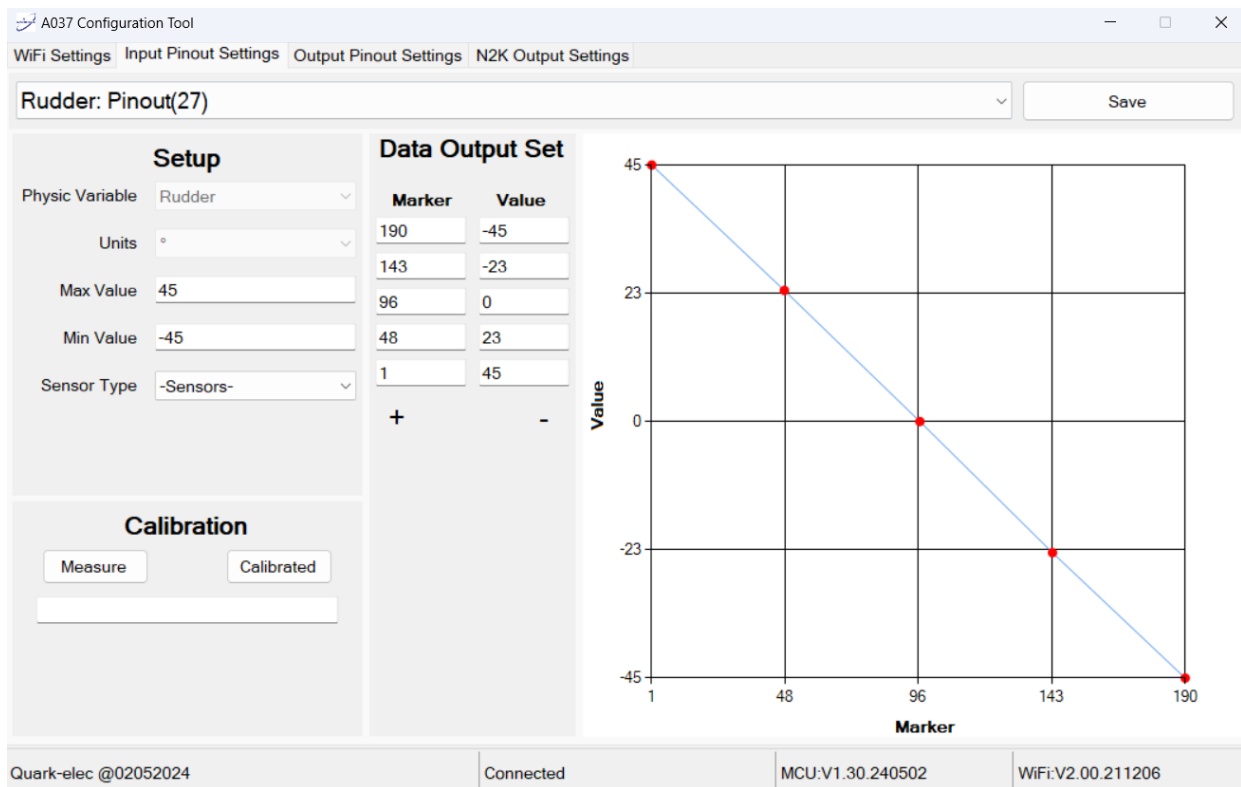 A037 Configuration Tool
WiFi Settings Input Pinout Settings Output Pinout Settings N2K Output Settings
Rudder: Pinout(27) Save
Setup
Physic Variable Rudder
Units °
Max Value 45
Min Value -45
Sensor Type -Sensors-
Calibration
Measure Calibrated
Data Output Set
Marker Value
190 -45
143 -23
96 0
48 23
1 45
+ -
Value
45
23
0
-23
-45
1 48 96 143 190
Marker
Quark-elec @02052024 Connected MCU:V1.30.240502 WiFi:V2.00.211206